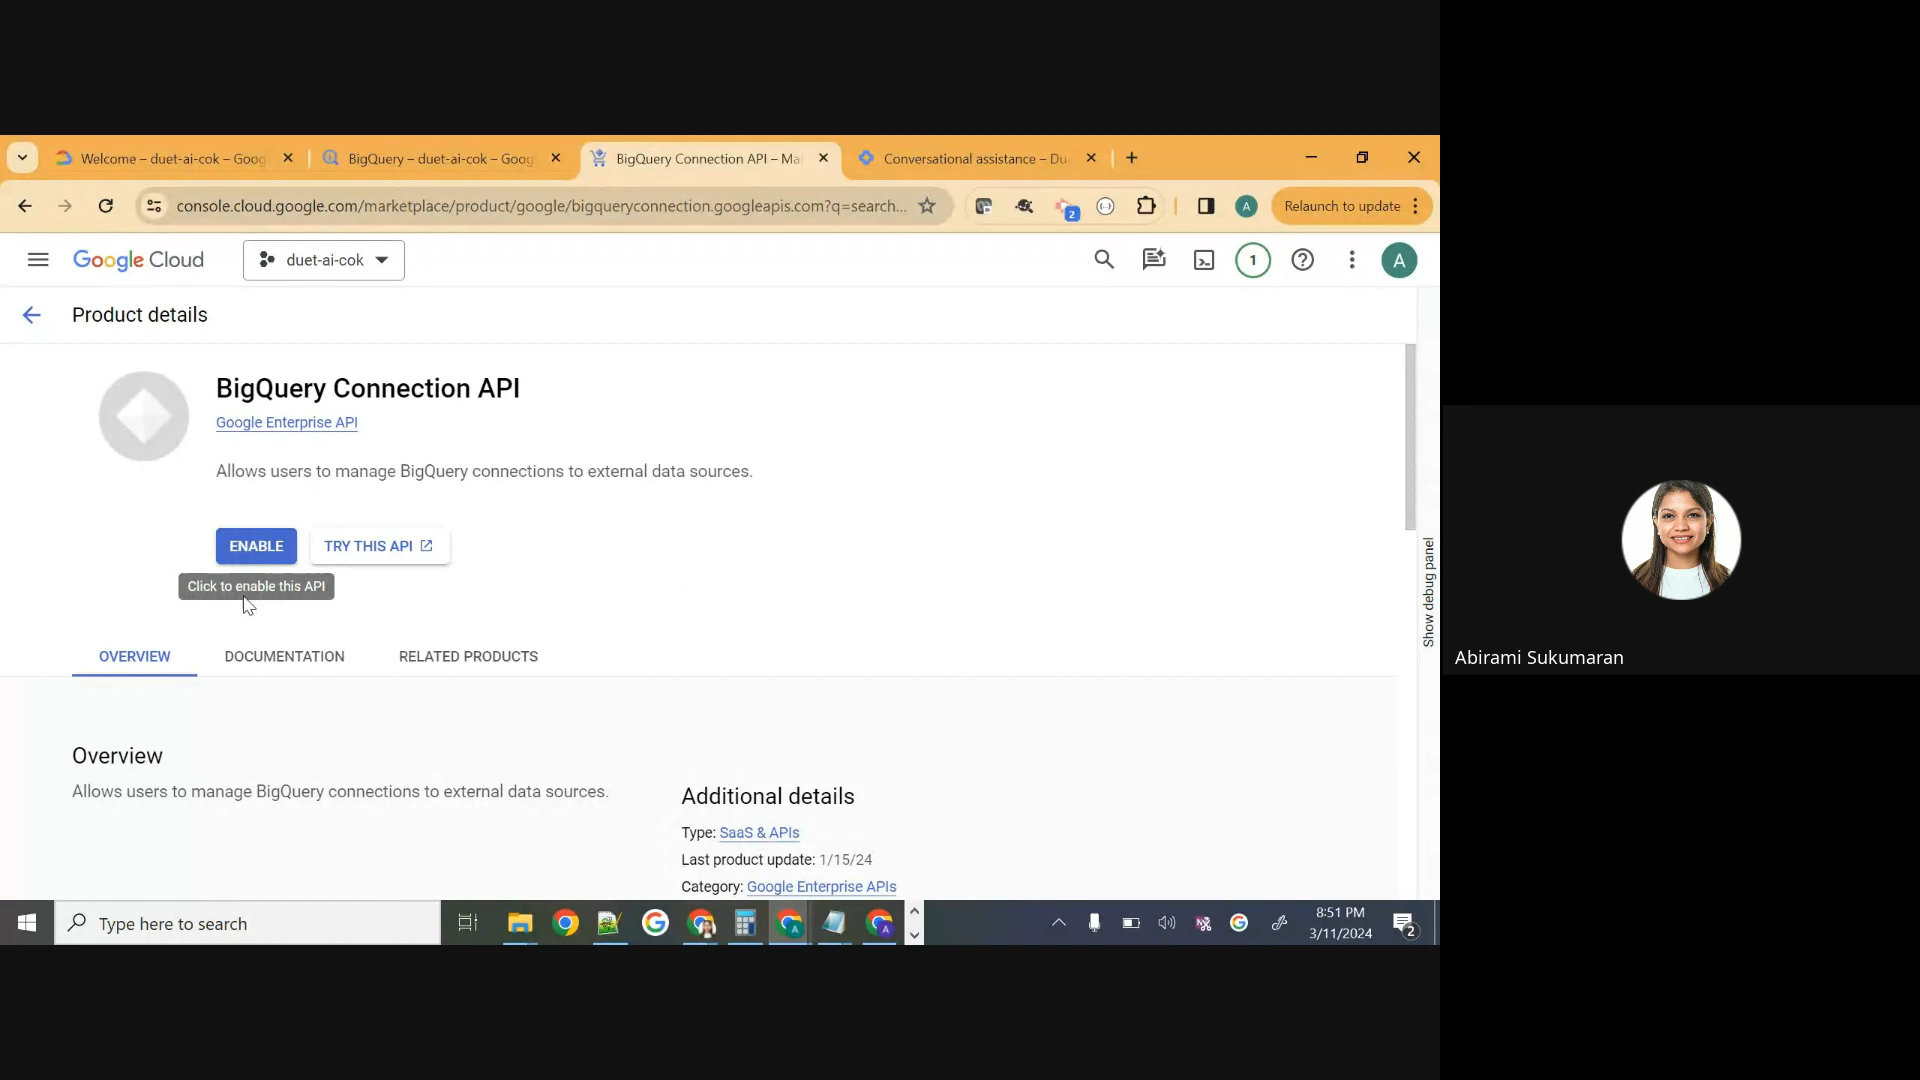 Welcome – duet-ai-cok – Goog
BigQuery – duet-ai-cok – Goog
BigQuery Connection API – Ma
Conversational assistance – Du
console.cloud.google.com/marketplace/product/google/bigqueryconnection.googleapis.com?q=search...
2
A
Relaunch to update
Google Cloud
duet-ai-cok
1
A
Product details
BigQuery Connection API
Google Enterprise API
Allows users to manage BigQuery connections to external data sources.
ENABLE
TRY THIS API
Click to enable this API
Show debug panel
OVERVIEW
DOCUMENTATION
RELATED PRODUCTS
Overview
Allows users to manage BigQuery connections to external data sources.
Additional details
Type: SaaS & APIs
Last product update: 1/15/24
Category: Google Enterprise APIs
Abirami Sukumaran
Type here to search
8:51 PM
3/11/2024
2